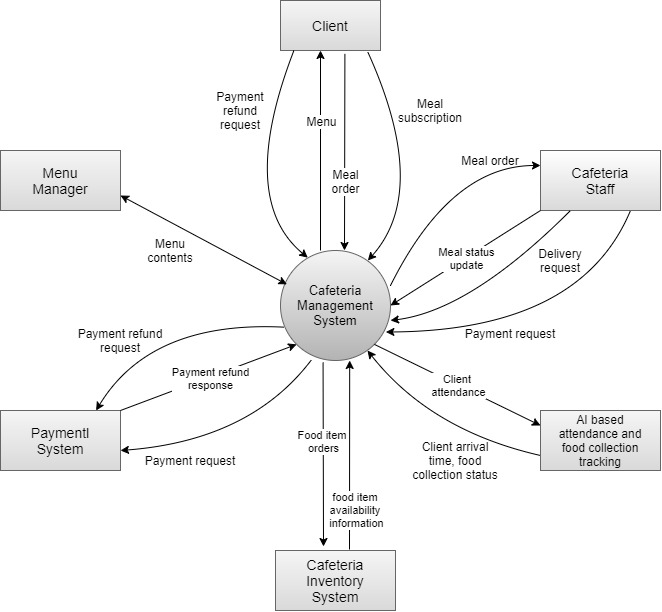 Client
Payment
refund
request
Menu
Meal
order
Meal
subscription
Menu
Manager
Meal order
Cafeteria
Staff
Menu
contents
Meal status
update
Delivery
request
Cafeteria
Management
System
Payment refund
request
Payment request
Payment refund
response
Client
attendance
PaymentI
System
Payment request
Food item
orders
Client arrival
time, food
collection status
AI based
attendance and
food collection
tracking
food item
availability
information
Cafeteria
Inventory
System